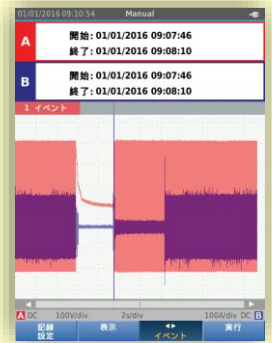 01/01/2016 09:10:54 Manual
A
開始: 01/01/2016 09:07:46
終了: 01/01/2016 09:08:10
B
開始: 01/01/2016 09:07:46
終了: 01/01/2016 09:08:10
1 イベント
A DC 100V/div 2s/div 100A/div DC B
記録 設定 表示 イベント 実行